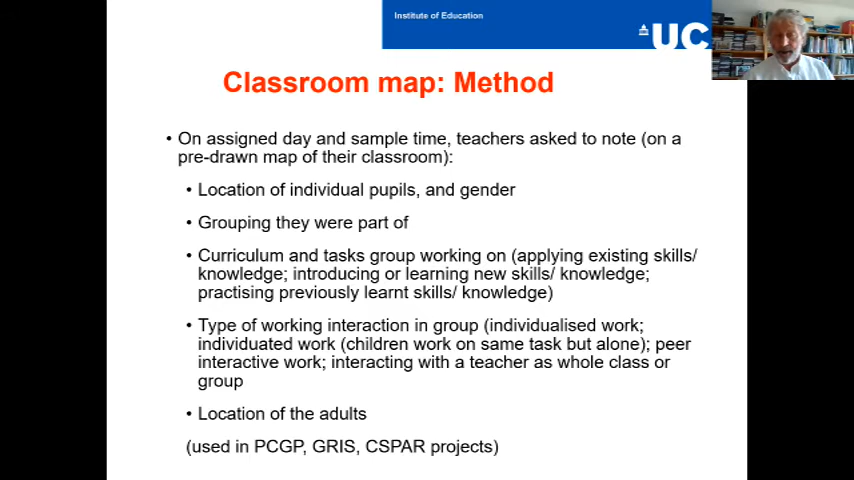 Institute of Education
UC
Classroom map: Method
• On assigned day and sample time, teachers asked to note (on a
pre-drawn map of their classroom):
• Location of individual pupils, and gender
• Grouping they were part of
• Curriculum and tasks group working on (applying existing skills/
knowledge; introducing or learning new skills/ knowledge;
practising previously learnt skills/ knowledge)
• Type of working interaction in group (individualised work;
individuated work (children work on same task but alone); peer
interactive work; interacting with a teacher as whole class or
group
• Location of the adults
(used in PCGP, GRIS, CSPAR projects)